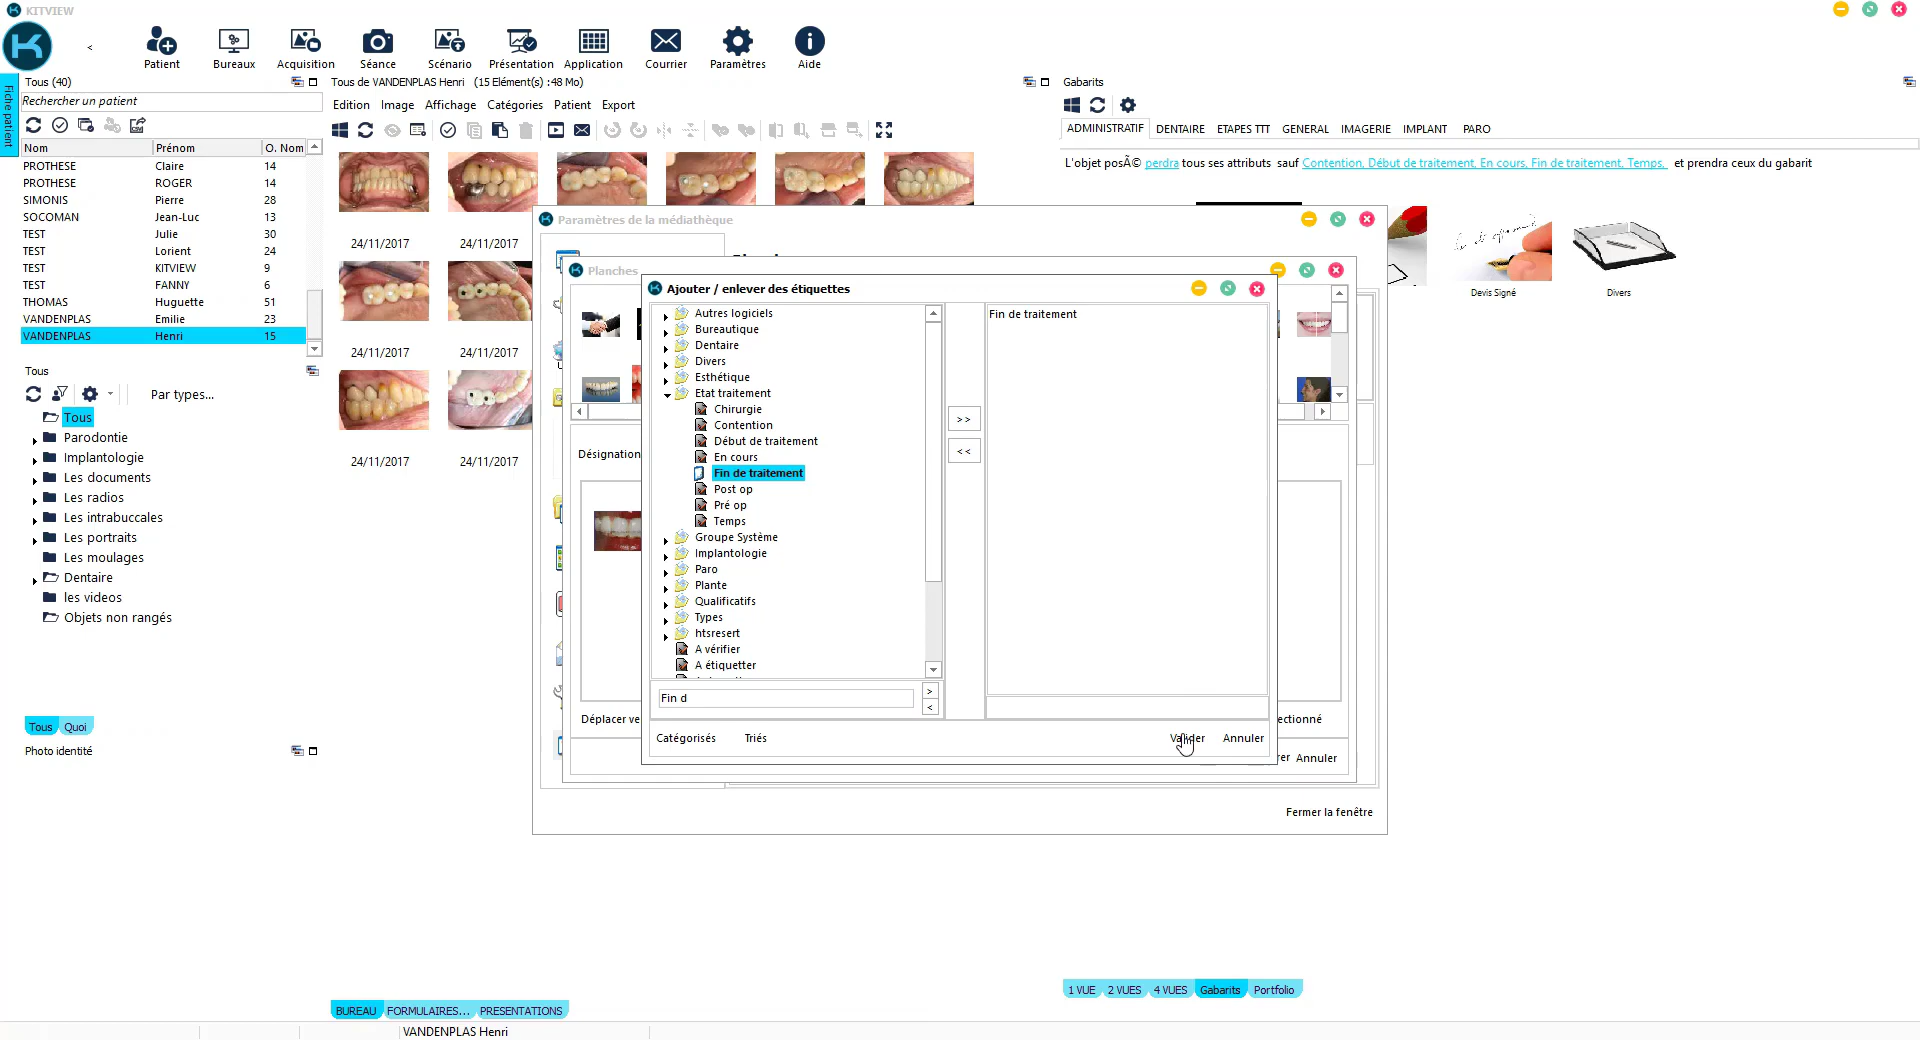 KITVIEW
<
Patient
Bureaux
Acquisition
Séance
Scénario
Présentation
Application
Courrier
Paramètres
Aide
Fiche patient
Tous (40)
Rechercher un patient
Nom Prénom O. Nom
PROTHESE Claire 14
PROTHESE ROGER 14
SIMONIS Pierre 28
SOCOMAN Jean-Luc 13
TEST Julie 30
TEST Lorient 24
TEST KITVIEW 9
TEST FANNY 6
THOMAS Huguette 51
VANDENPLAS Emilie 23
VANDENPLAS Henri 15
Tous
Par types...
Tous
Parodontie
Implantologie
Les documents
Les radios
Les intrabuccales
Les portraits
Les moulages
Dentaire
les videos
Objets non rangés
Tous Quoi
Photo identité
Tous de VANDENPLAS Henri (15 Elément(s) :48 Mo)
Edition Image Affichage Catégories Patient Export
24/11/2017 24/11/2017
24/11/2017 24/11/2017
24/11/2017 24/11/2017
BUREAU FORMULAIRES... PRESENTATIONS
VANDENPLAS Henri
Gabarits
ADMINISTRATIF DENTAIRE ETAPES TTT GENERAL IMAGERIE IMPLANT PARO
L'objet posÃ© perdra tous ses attributs sauf Contention, Début de traitement, En cours, Fin de traitement, Temps, et prendra ceux du gabarit
Devis Signé
Divers
1 VUE 2 VUES 4 VUES Gabarits Portfolio
Paramètres de la médiathèque
Planches
Désignation
Déplacer ve
ectionné
rer Annuler
Fermer la fenêtre
Ajouter / enlever des étiquettes
Autres logiciels
Bureautique
Dentaire
Divers
Esthétique
Etat traitement
Chirurgie
Contention
Début de traitement
En cours
Fin de traitement
Post op
Pré op
Temps
Groupe Système
Implantologie
Paro
Plante
Qualificatifs
Types
htsresert
A vérifier
A étiquetter
Fin d
>
<
>>
<<
Fin de traitement
Catégorisés Triés
Valider Annuler